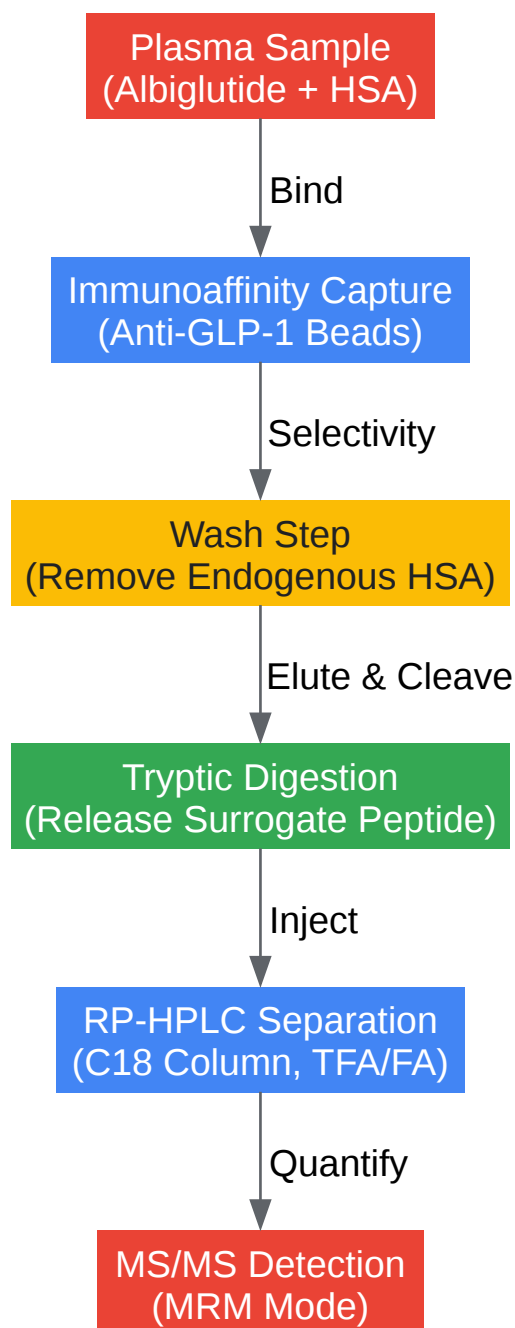 Plasma Sample
(Albiglutide + HSA)
Bind
Immunoaffinity Capture
(Anti-GLP-1 Beads)
Selectivity
Wash Step
(Remove Endogenous HSA)
Elute & Cleave
Tryptic Digestion
(Release Surrogate Peptide)
Inject
RP-HPLC Separation
(C18 Column, TFA/FA)
Quantify
MS/MS Detection
(MRM Mode)